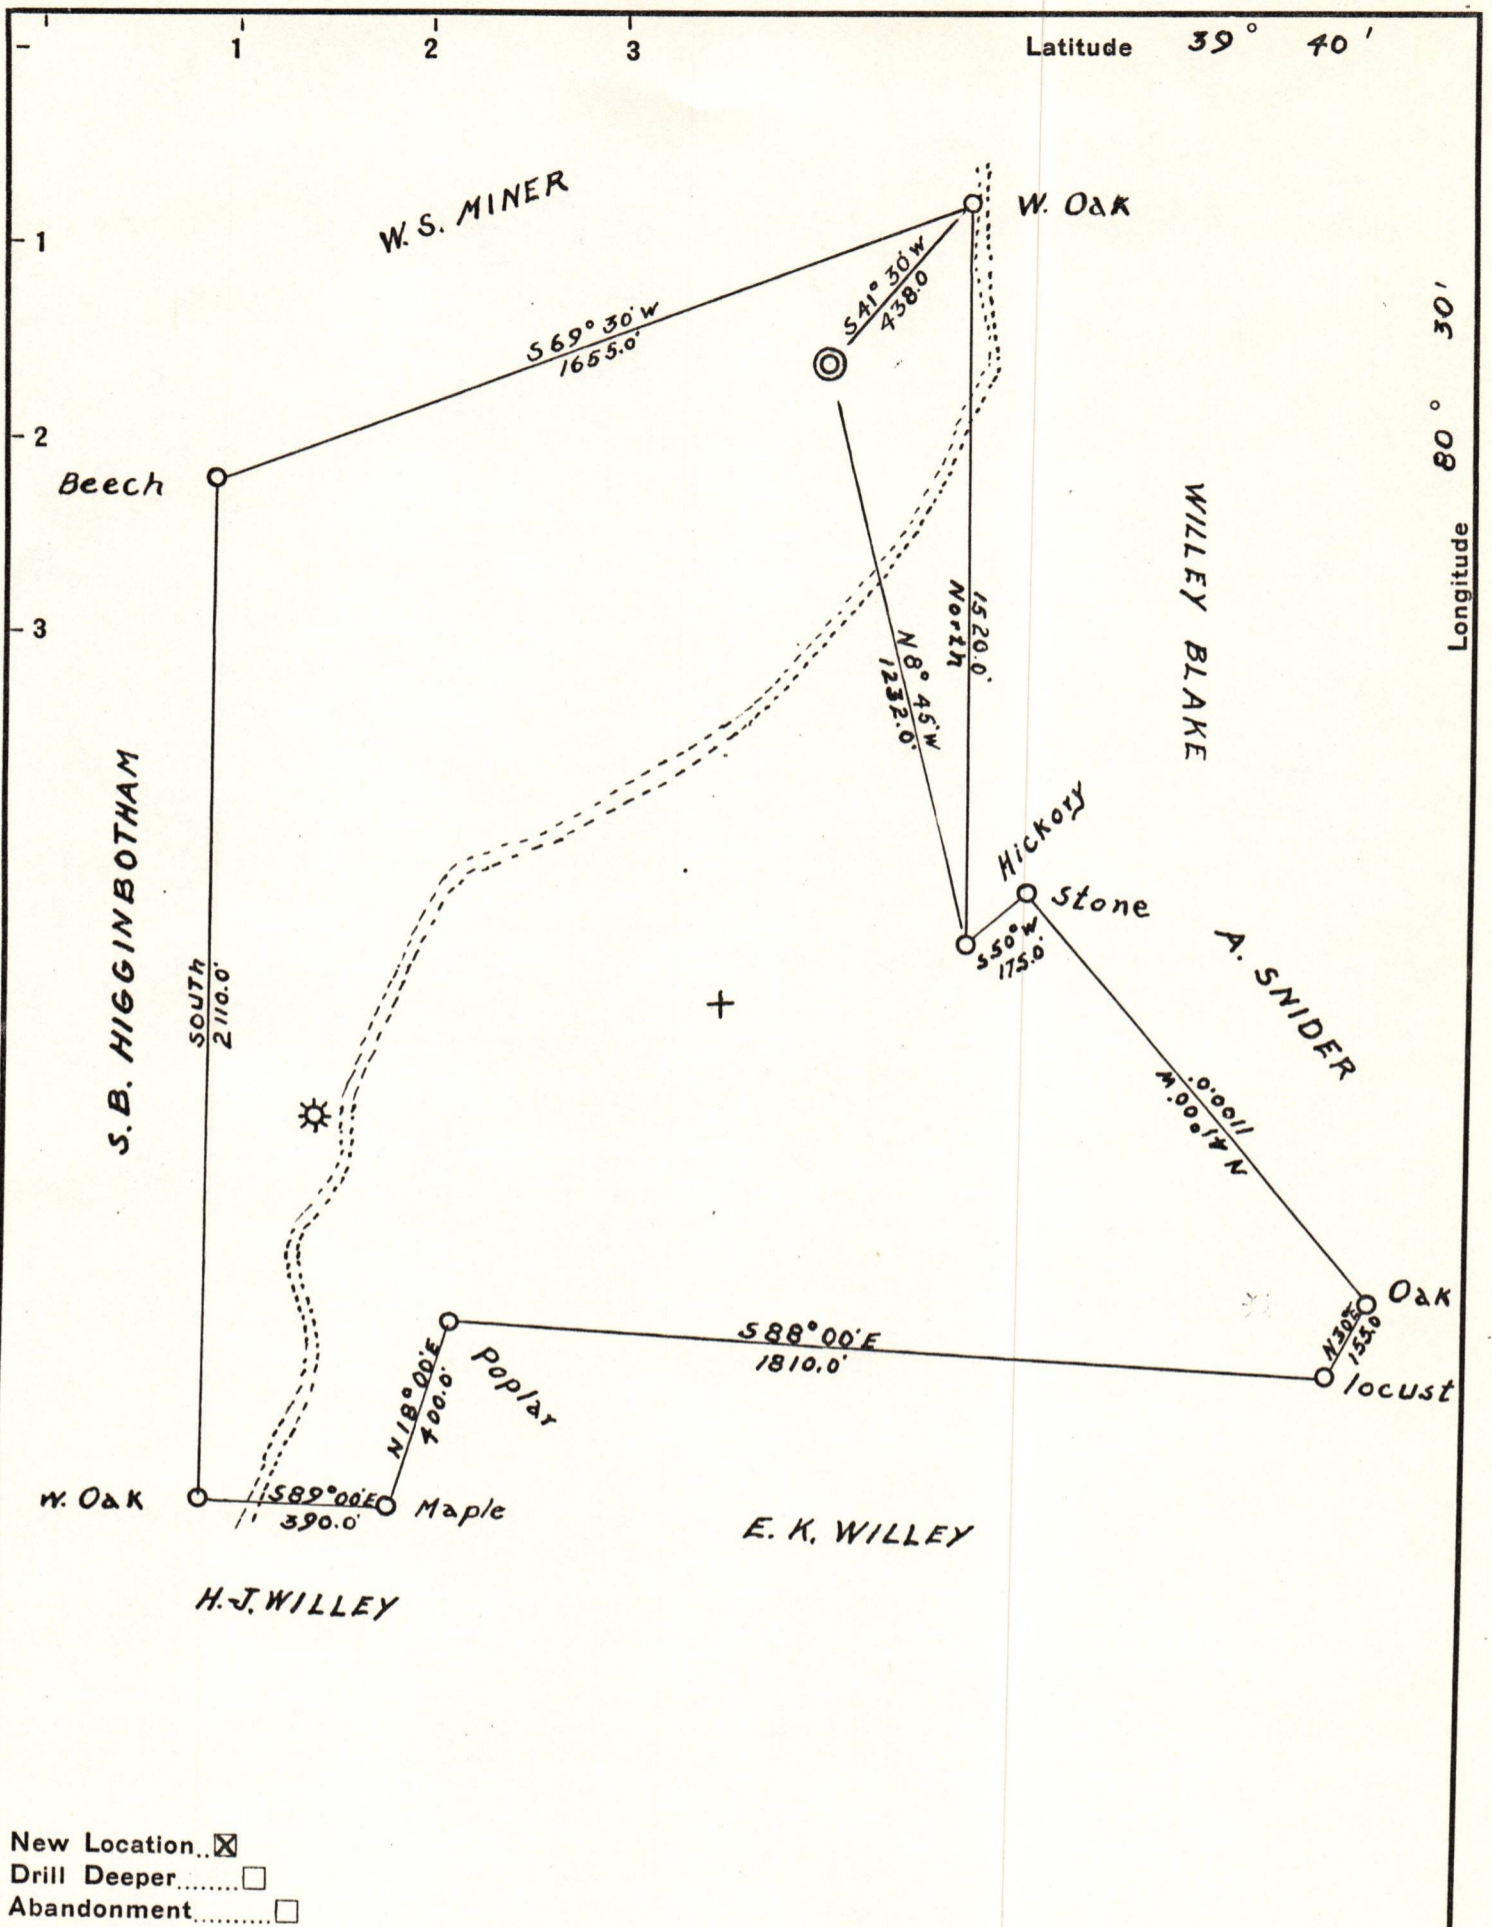 1 2 3 Latitude 39° 40'
W. S. MINER
W. Oak
1
S 41° 30' W
438.0
S 69° 30' W
1655.0'
Longitude 80° 30'
2
Beech
WILLEY BLAKE
1520.0'
North
3
N 8° 45' W
1232.0'
Hickory
Stone
S 50° W
175.0'
A. SNIDER
S. B. HIGGINBOTHAM
SOUTH
2110.0'
1100.0'
N 41° 00' W
Oak
N 30° E
155.0
S 88° 00' E
1810.0'
Poplar
locust
N 18° 00' E
400.0'
W. Oak
S 89° 00' E
390.0'
Maple
E. K. WILLEY
H. J. WILLEY
New Location..☒
Drill Deeper........☐
Abandonment..........☐